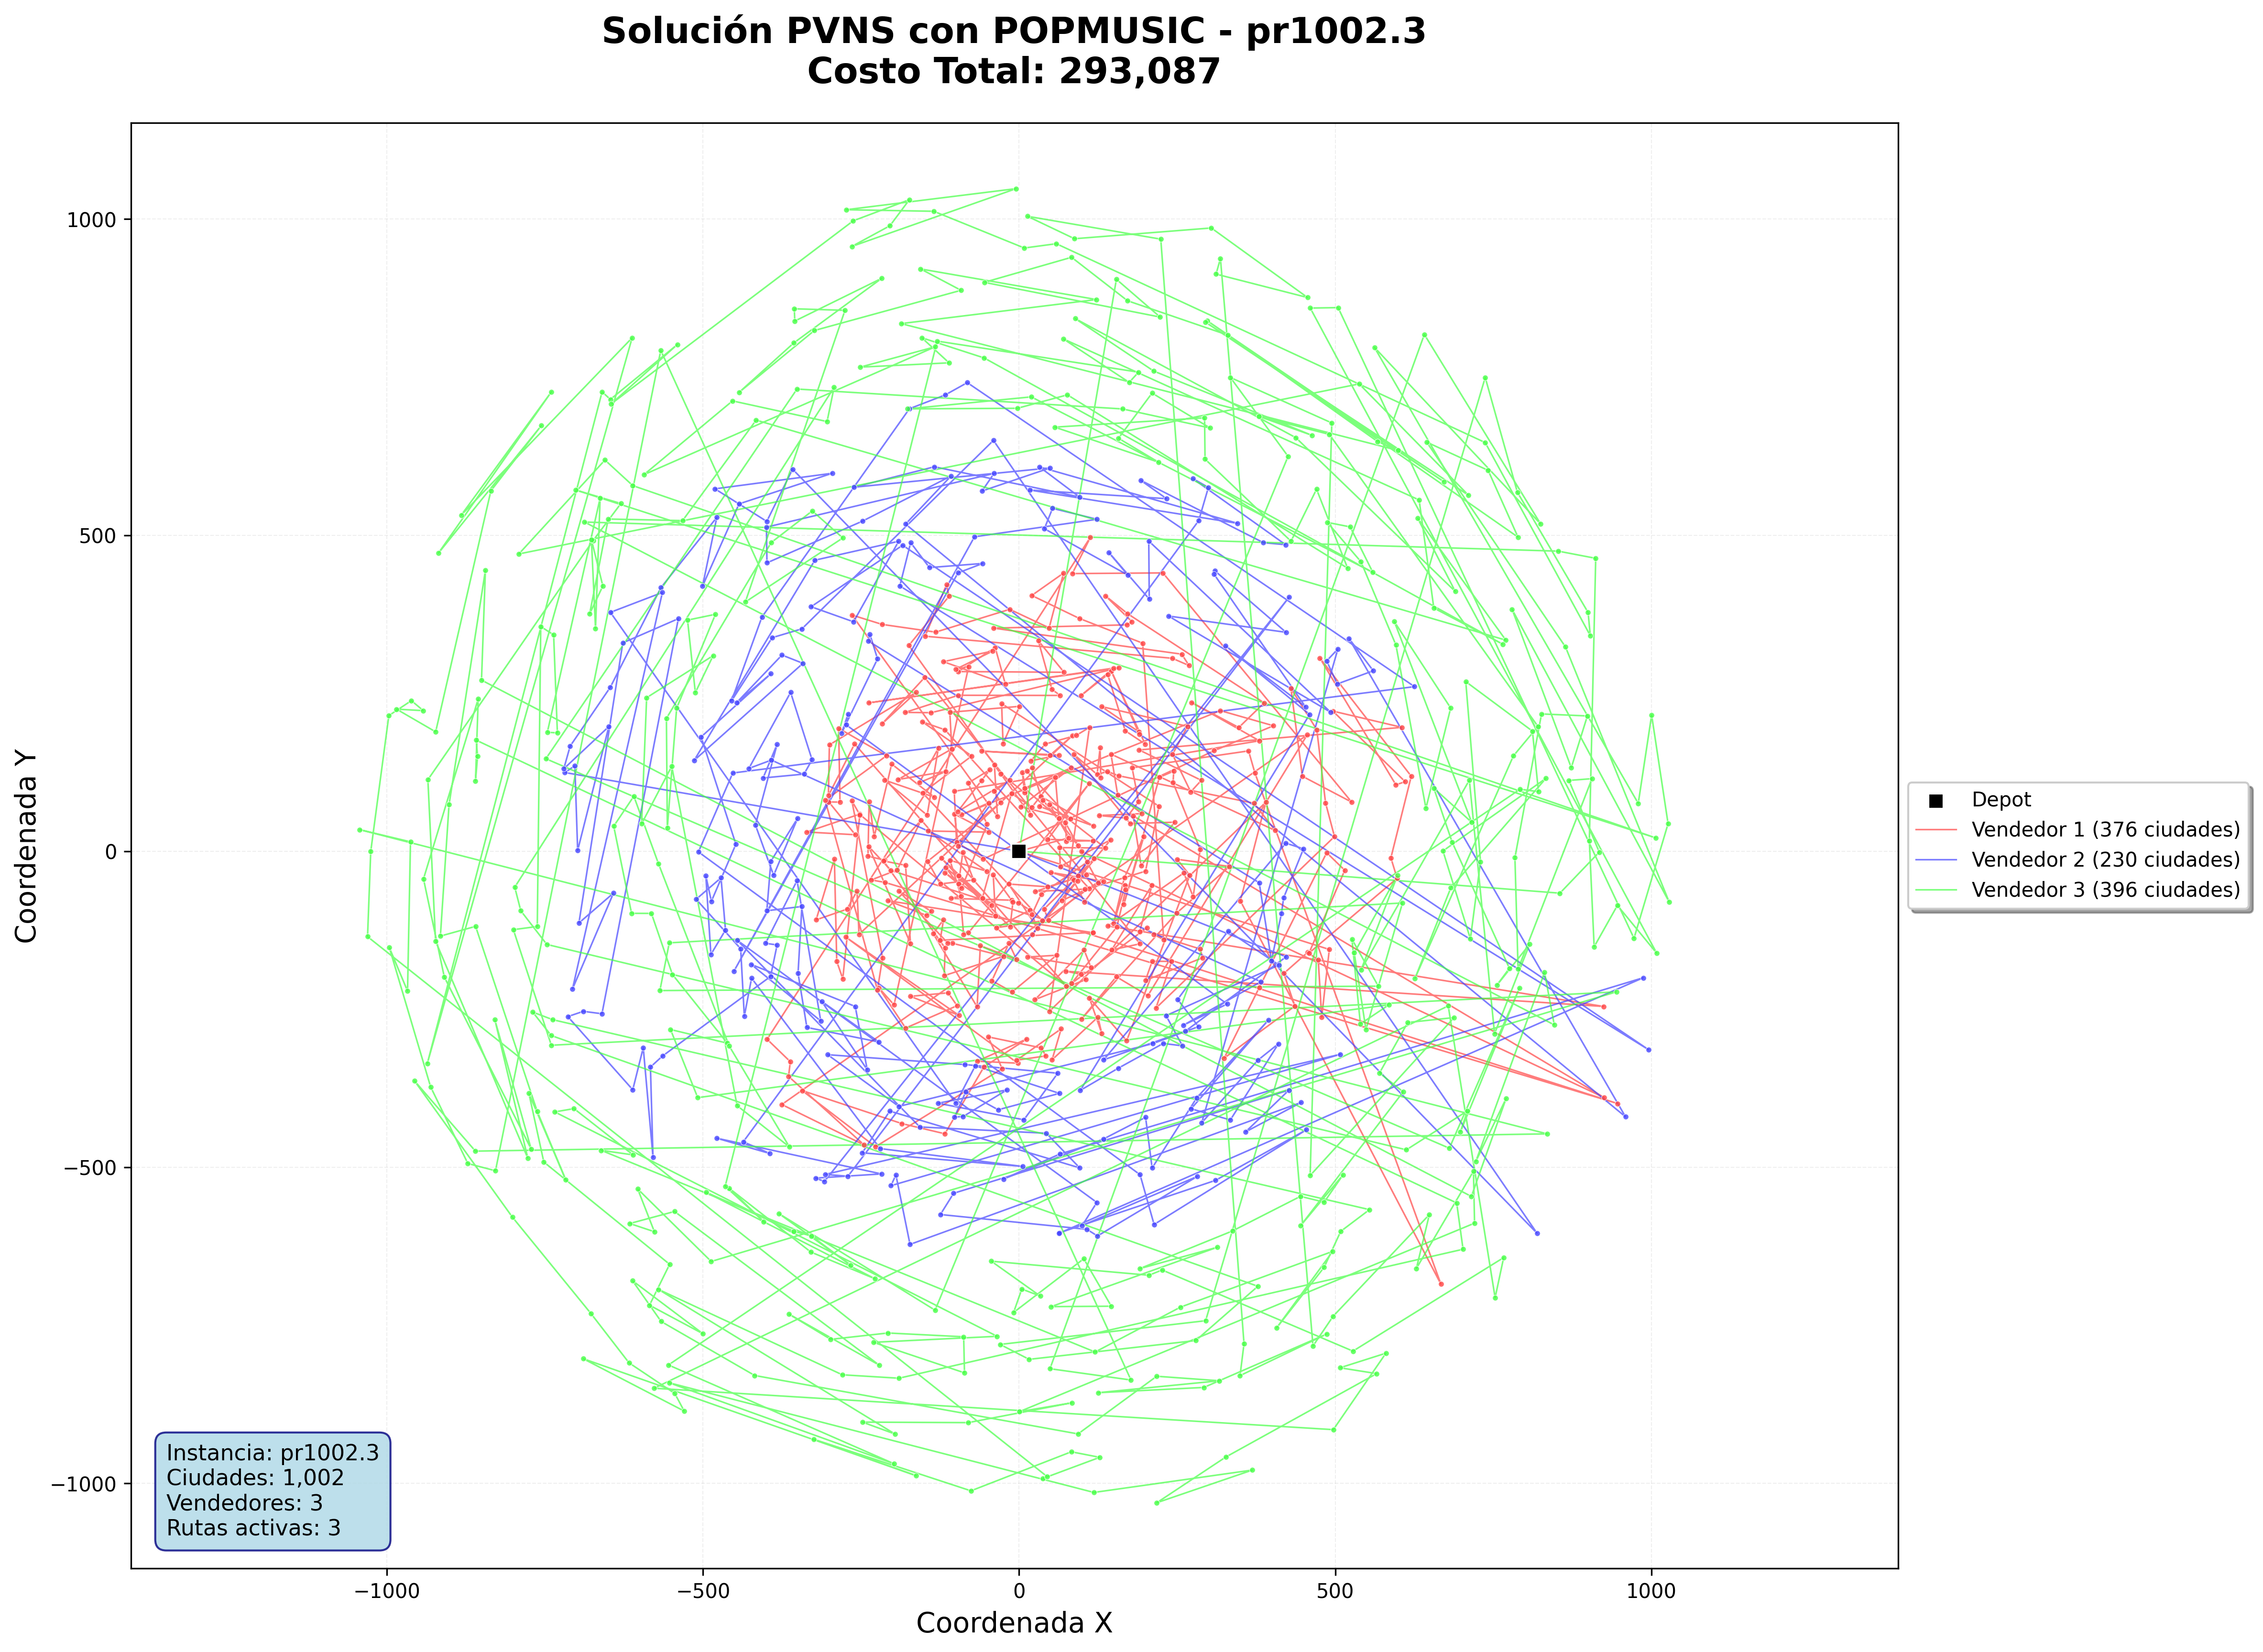 Solución PVNS con POPMUSIC - pr1002.3
Costo Total: 293,087
Coordenada Y
1000
500
0
−500
−1000
−1000
−500
0
500
1000
Coordenada X
Depot
Vendedor 1 (376 ciudades)
Vendedor 2 (230 ciudades)
Vendedor 3 (396 ciudades)
Instancia: pr1002.3
Ciudades: 1,002
Vendedores: 3
Rutas activas: 3